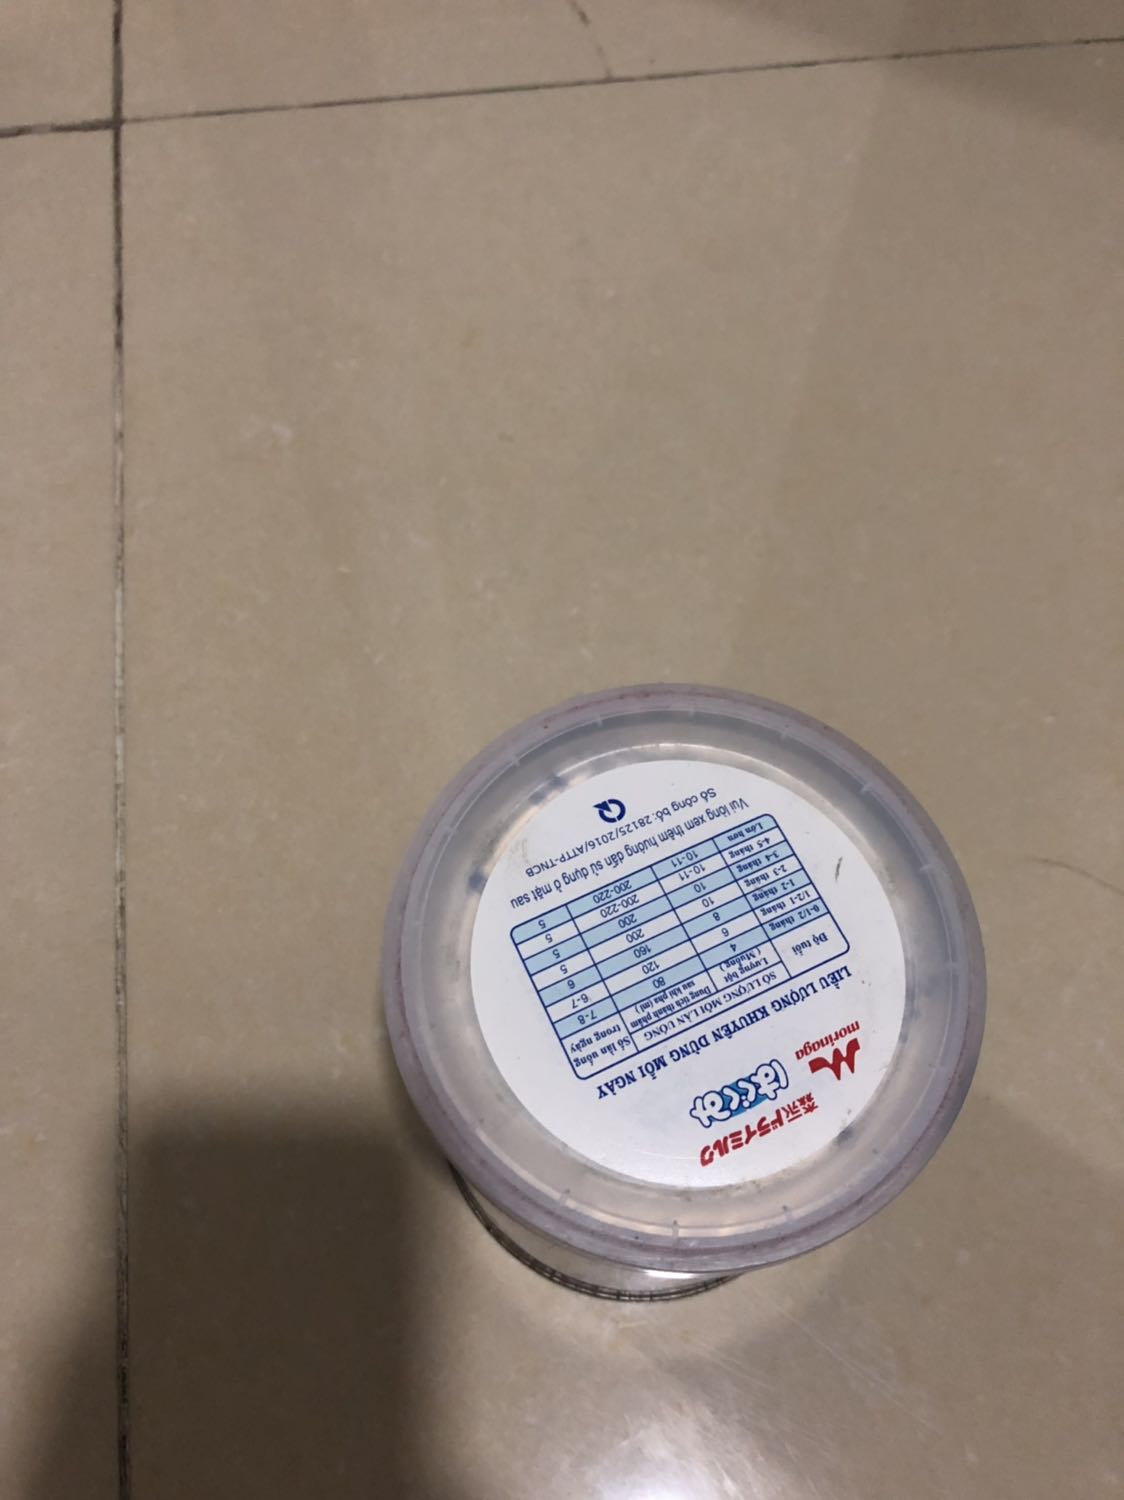 森永ドライミルク
はぐくみ
morinaga
LIỀU LƯỢNG KHUYÊN DÙNG MỖI NGÀY
Độ tuổi
SỐ LƯỢNG MỖI LẦN UỐNG
Số lần uống trong ngày
Lượng bột ( Muỗng )
Dung tích thành phẩm sau khi pha (ml )
0-1/2 tháng 4 80 7-8
1/2-1 tháng 6 120 6-7
1-2 tháng 8 160 6
2-3 tháng 10 200 5
3-4 tháng 10 200 5
4-5 tháng 10-11 200-220 5
Lớn hơn 10-11 200-220 5
Vui lòng xem thêm hướng dẫn sử dụng ở mặt sau
Số công bố: 28125/2016/ATTP-TNCB